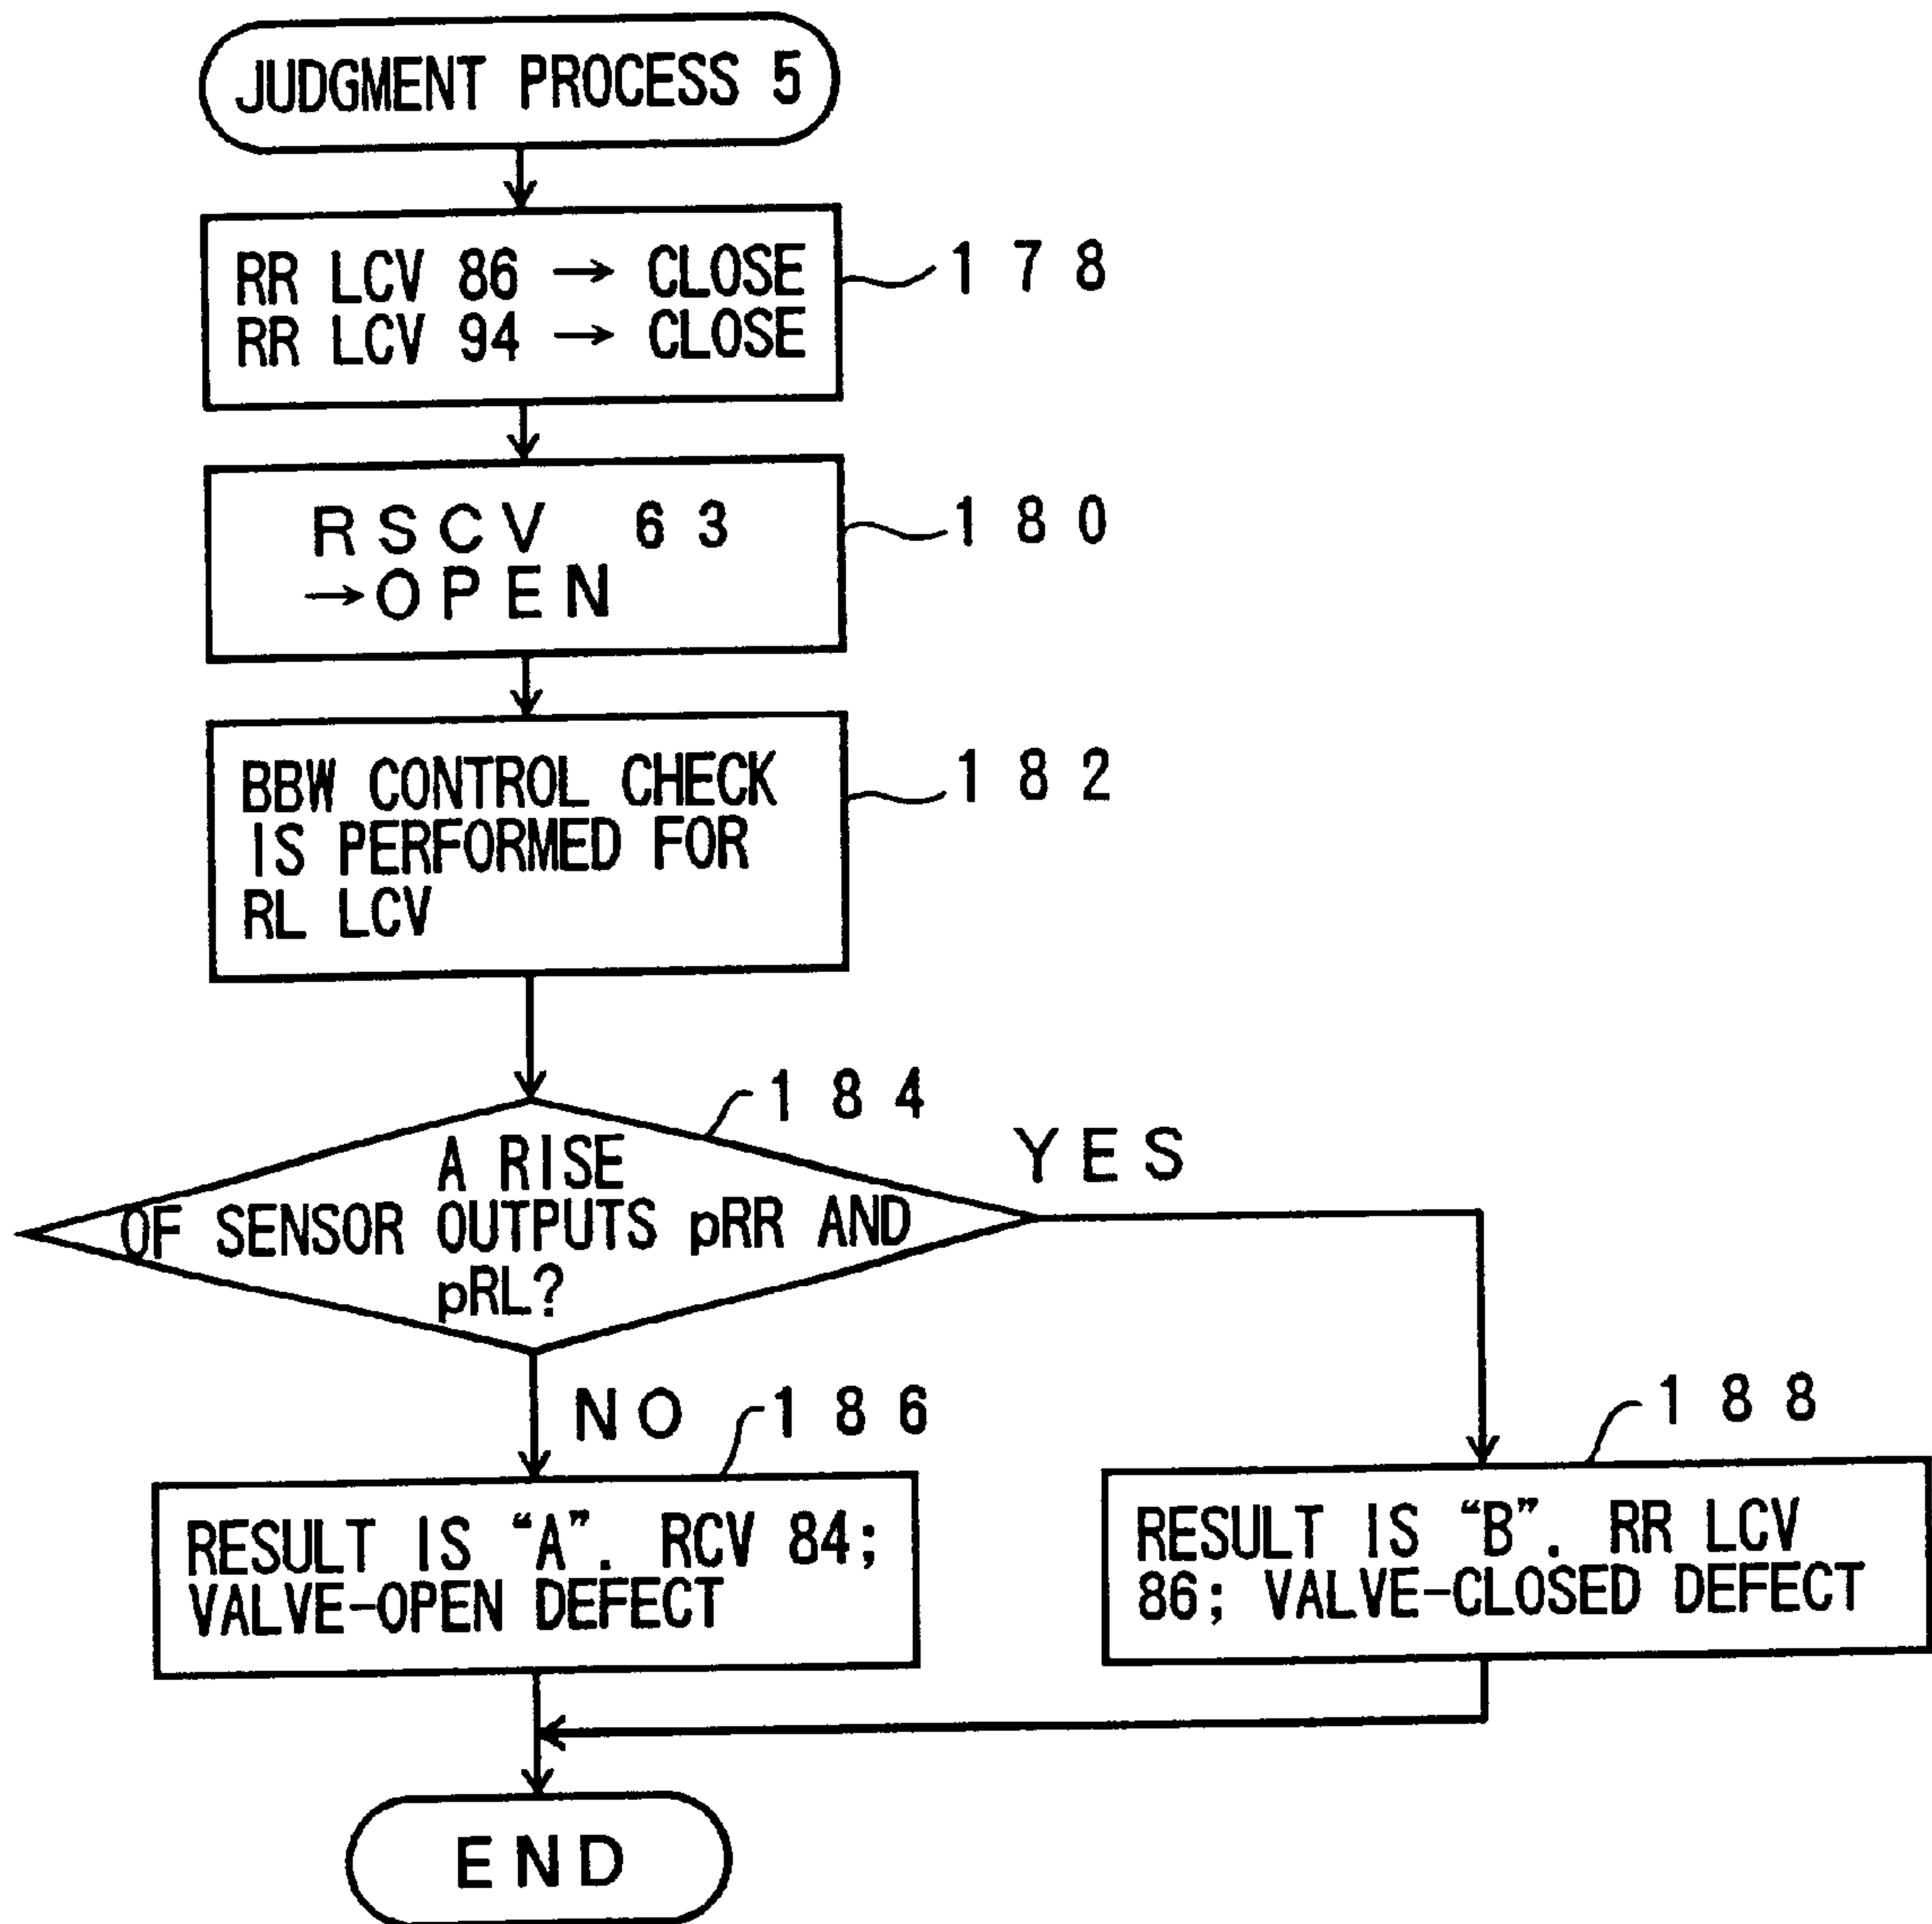 JUDGMENT PROCESS 5
RR LCV 86 → CLOSE
RR LCV 94 → CLOSE
178
RSCV 63
→OPEN
180
BBW CONTROL CHECK
IS PERFORMED FOR
RL LCV
182
184
A RISE
OF SENSOR OUTPUTS pRR AND
pRL?
YES
NO
186
188
RESULT IS “A”. RCV 84;
VALVE-OPEN DEFECT
RESULT IS “B”. RR LCV
86; VALVE-CLOSED DEFECT
END